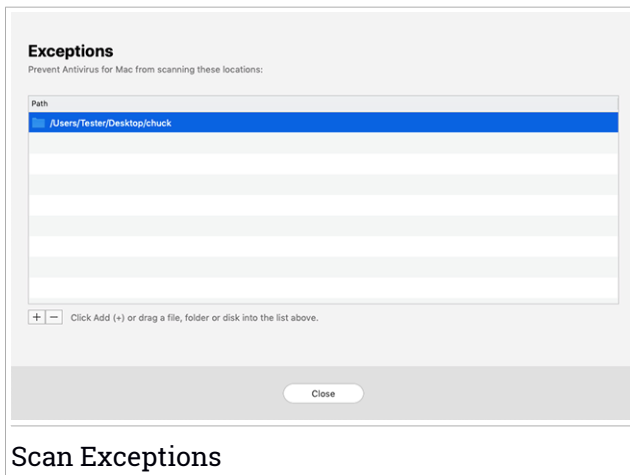 Exceptions
Prevent Antivirus for Mac from scanning these locations:
Path
/Users/Tester/Desktop/chuck
+ − Click Add (+) or drag a file, folder or disk into the list above.
Close
Scan Exceptions